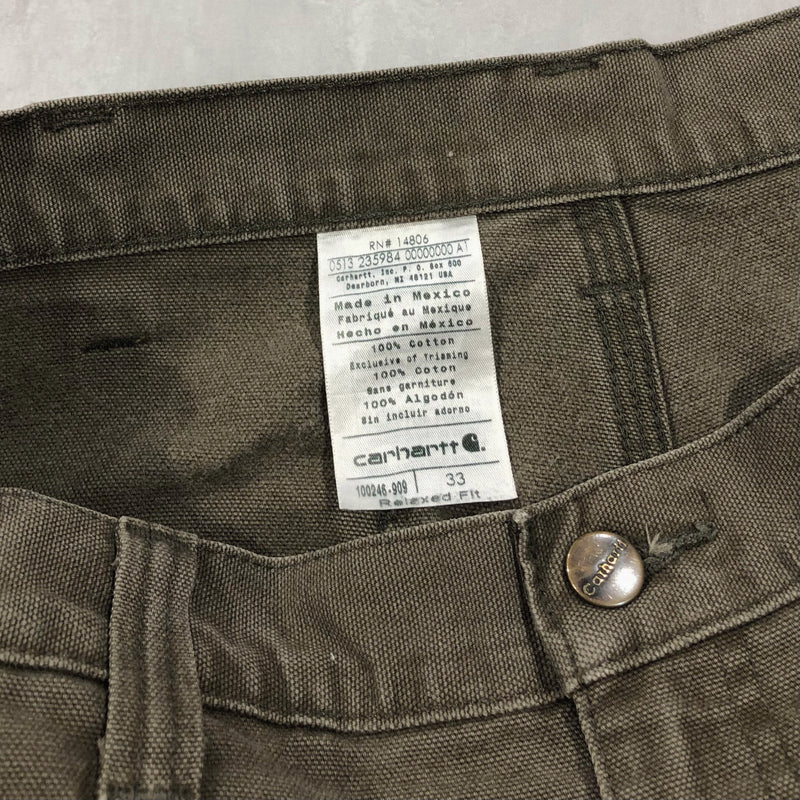 RN# 14806
0513 235984 00000000 A1
Carhartt, Inc. P. O. Box 600
Dearborn, MI 48121 USA
Made in Mexico
Fabriqué au Mexique
Hecho en México
100% Cotton
Exclusive of Trimming
100% Coton
Sans garniture
100% Algodón
Sin incluir adorno
carhartt
100246-909 33
Relaxed Fit
Carhartt